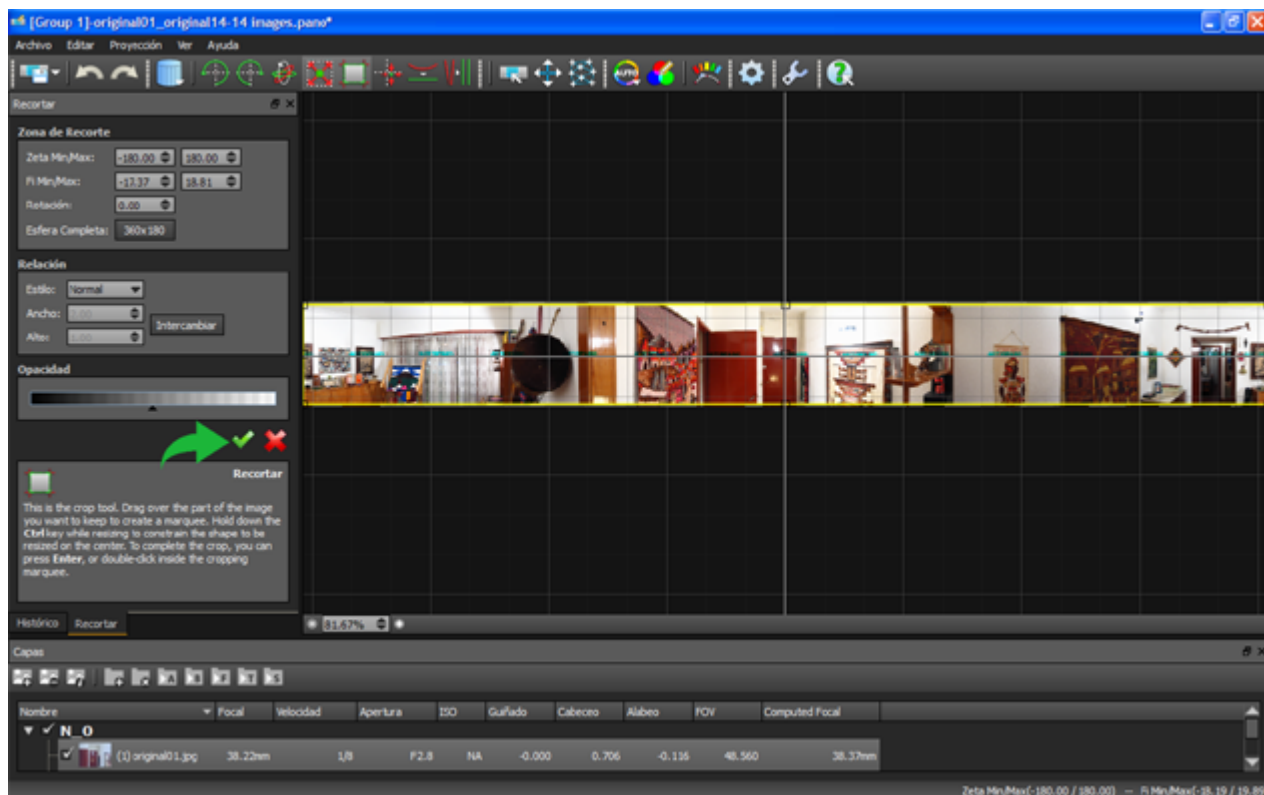 [Group 1]-original01_original14-14 images.pano*
Archivo Editar Proyección Ver Ayuda
AUTO
Recortar
Zona de Recorte
Zeta Min/Max: -180.00 180.00
Fi Min/Max: -17.37 18.81
Rotación: 0.00
Esfera Completa: 360x180
Relación
Estilo: Normal
Ancho: 2.00
Intercambiar
Alto: 1.00
Opacidad
Recortar
This is the crop tool. Drag over the part of the image
you want to keep to create a marquee. Hold down the
Ctrl key while resizing to constrain the shape to be
resized on the center. To complete the crop, you can
press Enter, or double-click inside the cropping
marquee.
Histórico Recortar
81.67%
Capas
Nombre Focal Velocidad Apertura ISO Guiñado Cabeceo Alabeo FOV Computed Focal
N_0
(1) original01.jpg 38.22mm 1/8 F2.8 NA -0.000 0.706 -0.116 48.560 38.37mm
Zeta Min/Max(-180.00 / 180.00) — Fi Min/Max(-18.19 / 19.89